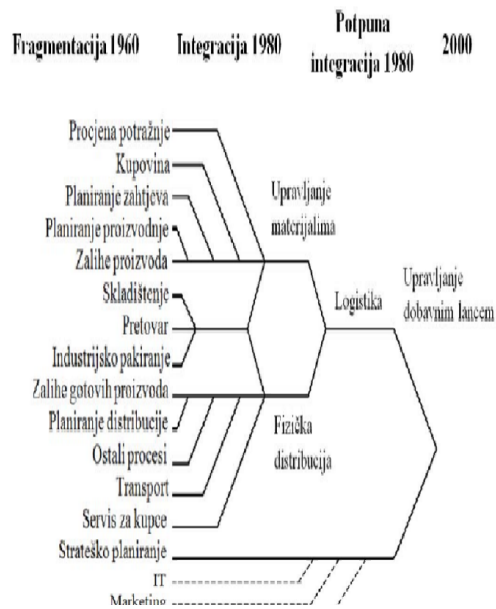 Fragmentacija 1960
Integracija 1980
Potpuna
integracija 1980
2000
Procjena potražnje
Kupovina
Planiranje zahtjeva
Planiranje proizvodnje
Zalihe proizvoda
Skladištenje
Pretovar
Industrijsko pakiranje
Zalihe gotovih proizvoda
Planiranje distribucije
Ostali procesi
Transport
Servis za kupce
Strateško planiranje
IT
Marketing
Upravljanje
materijalima
Fizička
distribucija
Logistika
Upravljanje
dobavnim lancem